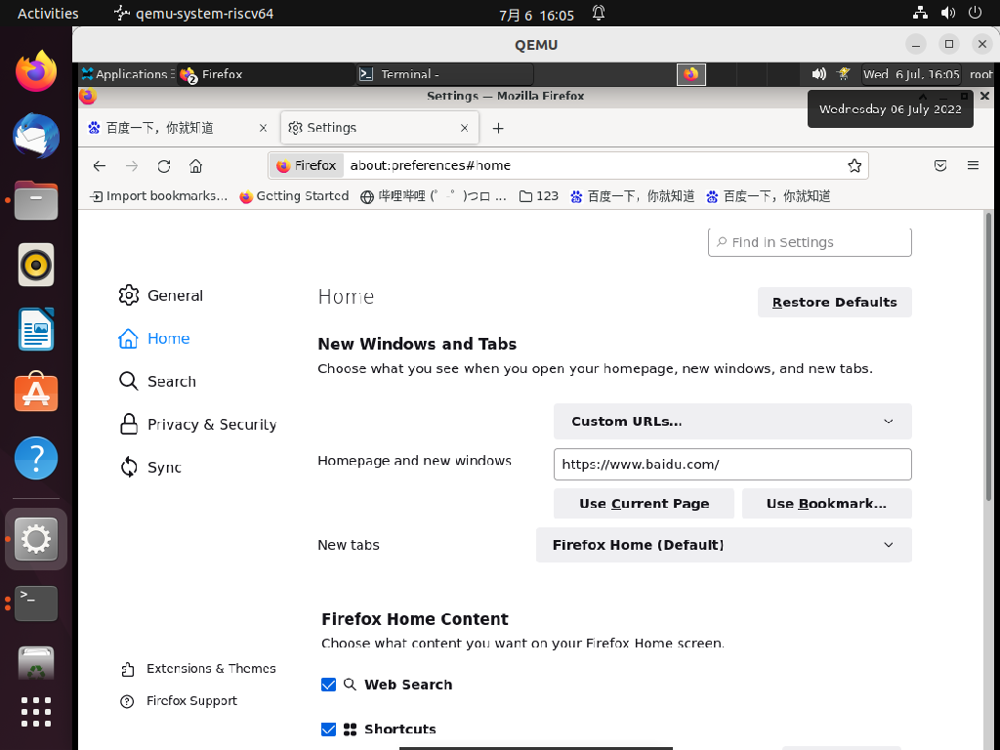 Activities
qemu-system-riscv64
7月 6 16:05
QEMU
Applications
2
Firefox
Terminal -
Wed 6 Jul, 16:05
root
Settings — Mozilla Firefox
Wednesday 06 July 2022
百度一下，你就知道
Settings
Firefox
about:preferences#home
Import bookmarks...
Getting Started
哔哩哔哩 (゜-゜)つロ ...
123
百度一下，你就知道
百度一下，你就知道
Find in Settings
General
Home
Search
Privacy & Security
Sync
Extensions & Themes
Firefox Support
Home
Restore Defaults
New Windows and Tabs
Choose what you see when you open your homepage, new windows, and new tabs.
Homepage and new windows
Custom URLs...
https://www.baidu.com/
Use Current Page
Use Bookmark...
New tabs
Firefox Home (Default)
Firefox Home Content
Choose what content you want on your Firefox Home screen.
Web Search
Shortcuts